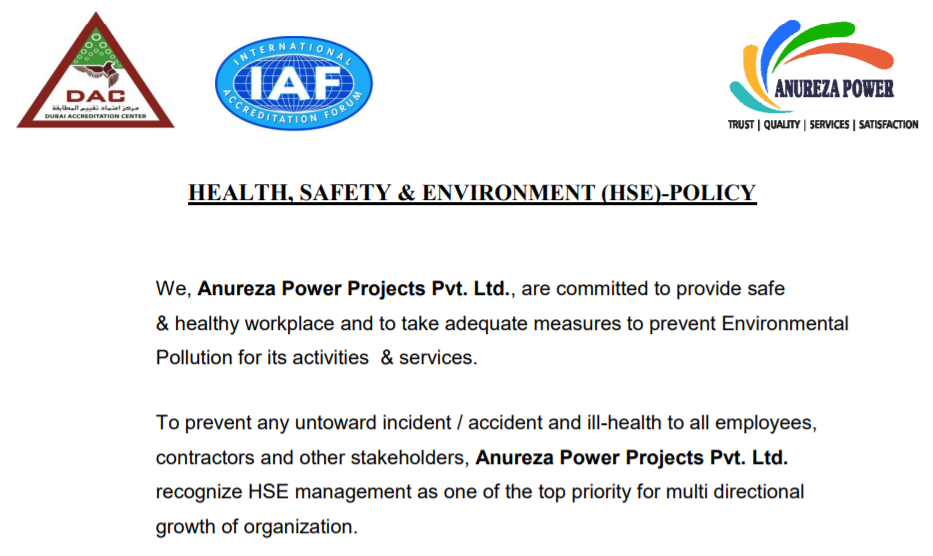 DAC
مركز اعتماد تقييم المطابقة
DUBAI ACCREDITATION CENTER
INTERNATIONAL
IAF
ACCREDITATION FORUM
ANUREZA POWER
TRUST | QUALITY | SERVICES | SATISFACTION
HEALTH, SAFETY & ENVIRONMENT (HSE)-POLICY
We, Anureza Power Projects Pvt. Ltd., are committed to provide safe
& healthy workplace and to take adequate measures to prevent Environmental
Pollution for its activities & services.
To prevent any untoward incident / accident and ill-health to all employees,
contractors and other stakeholders, Anureza Power Projects Pvt. Ltd.
recognize HSE management as one of the top priority for multi directional
growth of organization.